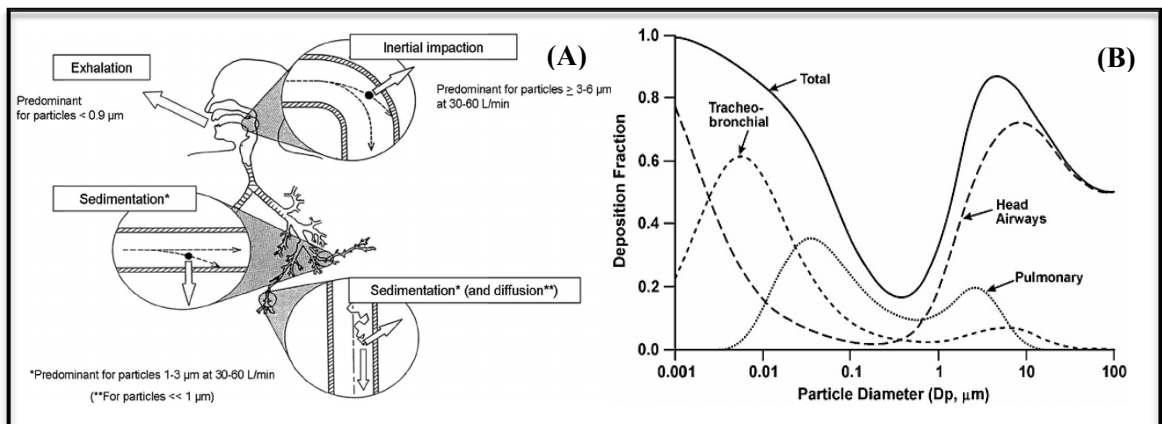 (A)
Inertial impaction
Exhalation
Predominant
for particles < 0.9 μm
Predominant for particles ≥ 3-6 μm
at 30-60 L/min
Sedimentation*
Sedimentation* (and diffusion**)
*Predominant for particles 1-3 μm at 30-60 L/min
(**For particles << 1 μm)
(B)
1.0
0.8
0.6
0.4
0.2
0.0
Deposition Fraction
Total
Tracheo-
bronchial
Head
Airways
Pulmonary
0.001
0.01
0.1
1
10
100
Particle Diameter (Dp, μm)